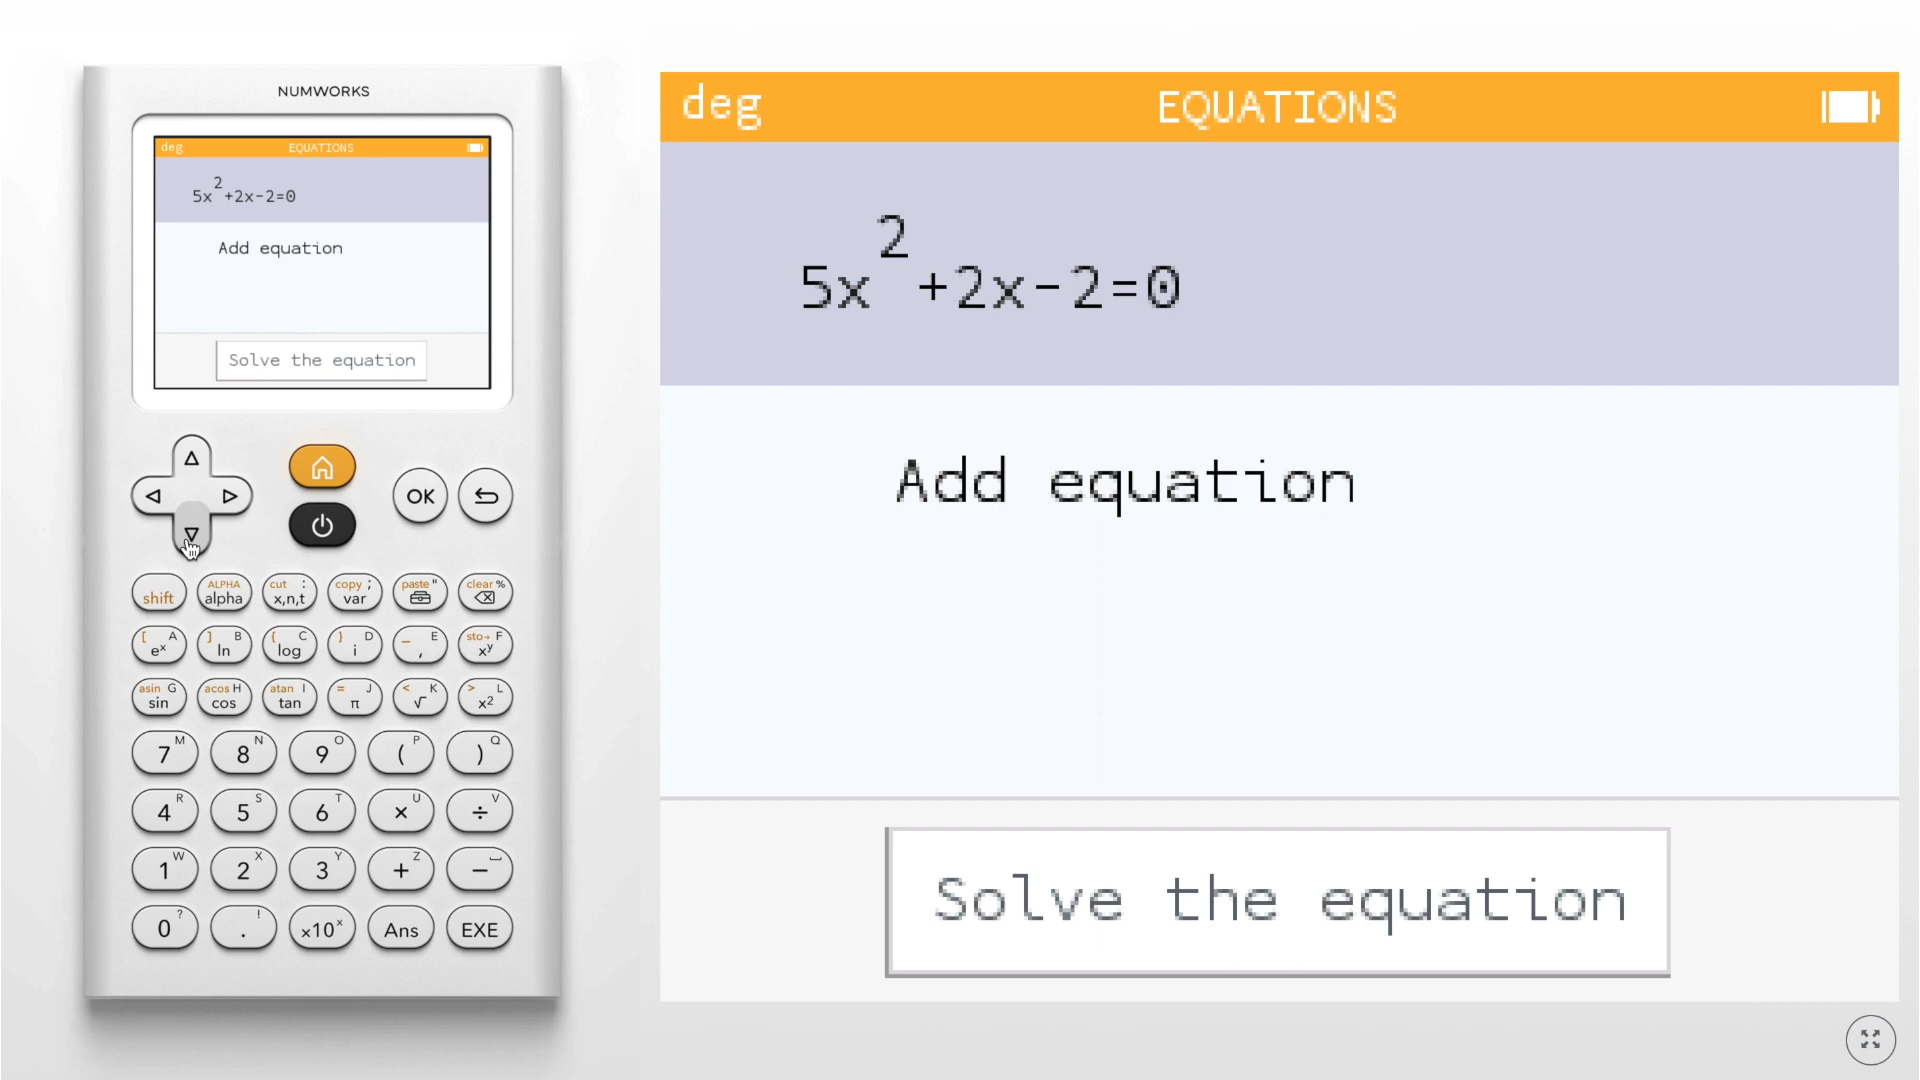 NUMWORKS
deg EQUATIONS
5x²+2x-2=0
Add equation
Solve the equation
OK
shift ALPHA alpha cut : x,n,t copy ; var paste " clear %
[ A eˣ ] B ln { C log } D i _ E , sto→ F xʸ
asin G sin acos H cos atan I tan = J π < K √ > L x²
7 M 8 N 9 O ( P ) Q
4 R 5 S 6 T × U ÷ V
1 W 2 X 3 Y + Z − ⎵
0 ? . ! ×10ˣ Ans EXE
deg EQUATIONS
5x²+2x-2=0
Add equation
Solve the equation